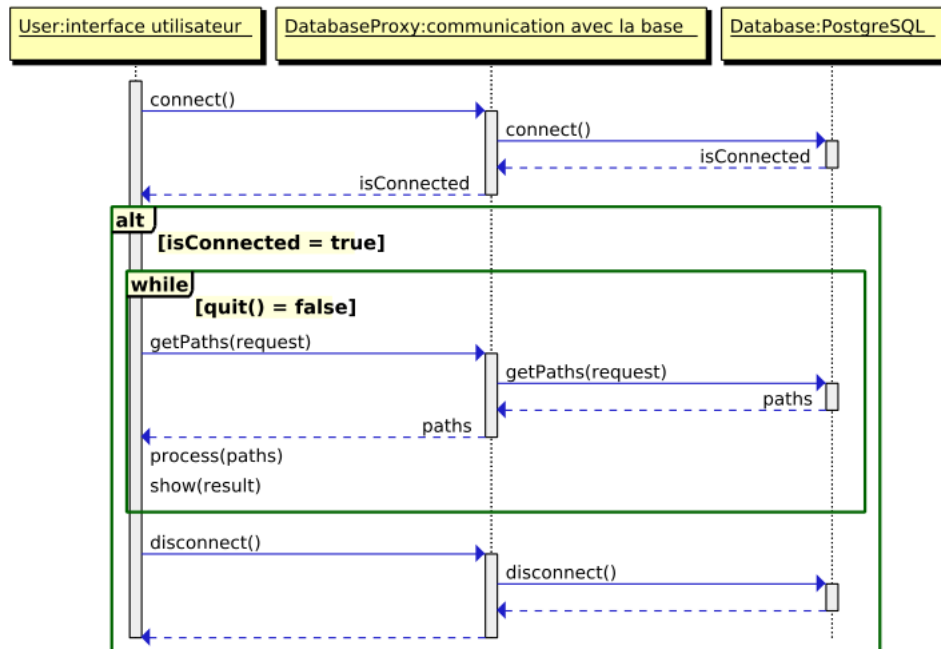 User:interface utilisateur
DatabaseProxy:communication avec la base
Database:PostgreSQL
connect()
connect()
isConnected
isConnected
alt
[isConnected = true]
while
[quit() = false]
getPaths(request)
getPaths(request)
paths
paths
process(paths)
show(result)
disconnect()
disconnect()